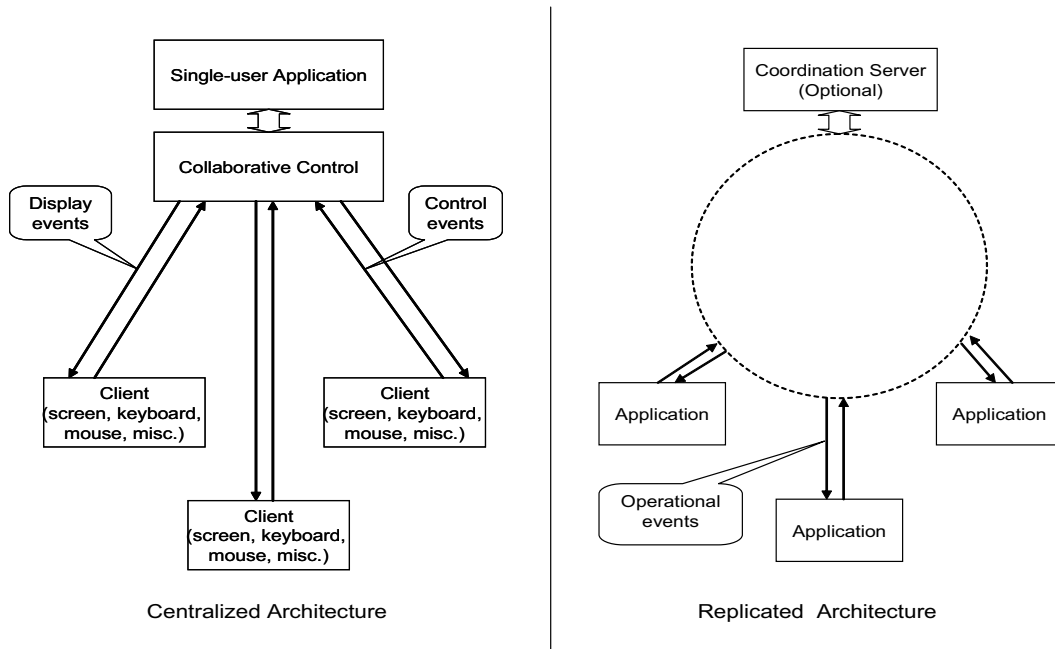 Single-user Application
Collaborative Control
Display
events
Control
events
Client
(screen, keyboard,
mouse, misc.)
Client
(screen, keyboard,
mouse, misc.)
Client
(screen, keyboard,
mouse, misc.)
Centralized Architecture
Coordination Server
(Optional)
Application
Application
Operational
events
Application
Replicated Architecture